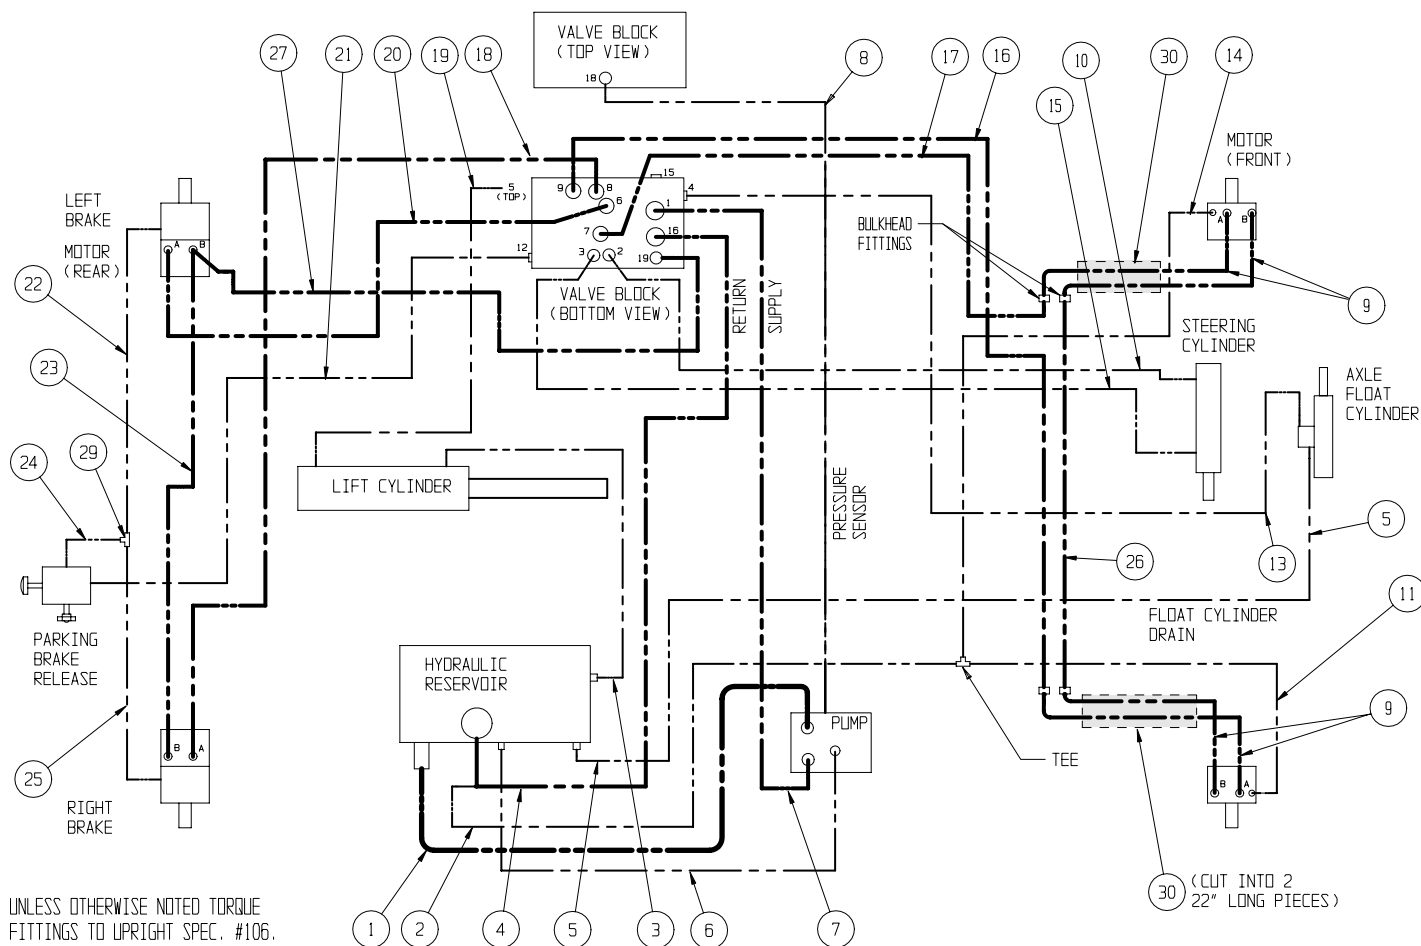 VALVE BLOCK
(TOP VIEW)
18
27
21
20
19
18
8
17
16
10
30
14
15
MOTOR
(FRONT)
5
(TOP)
9
8
15
4
6
1
7
16
12
3
2
19
VALVE BLOCK
(BOTTOM VIEW)
LEFT
BRAKE
MOTOR
(REAR)
A
B
BULKHEAD
FITTINGS
A
B
9
RETURN
SUPPLY
STEERING
CYLINDER
AXLE
FLOAT
CYLINDER
22
23
24
29
LIFT CYLINDER
PRESSURE
SENSOR
5
13
26
11
FLOAT CYLINDER
DRAIN
PARKING
BRAKE
RELEASE
HYDRAULIC
RESERVOIR
PUMP
9
TEE
B
A
B
A
25
RIGHT
BRAKE
30
(CUT INTO 2
22" LONG PIECES)
1
2
4
5
3
6
7
UNLESS OTHERWISE NOTED TORQUE
FITTINGS TO UPRIGHT SPEC. #106.